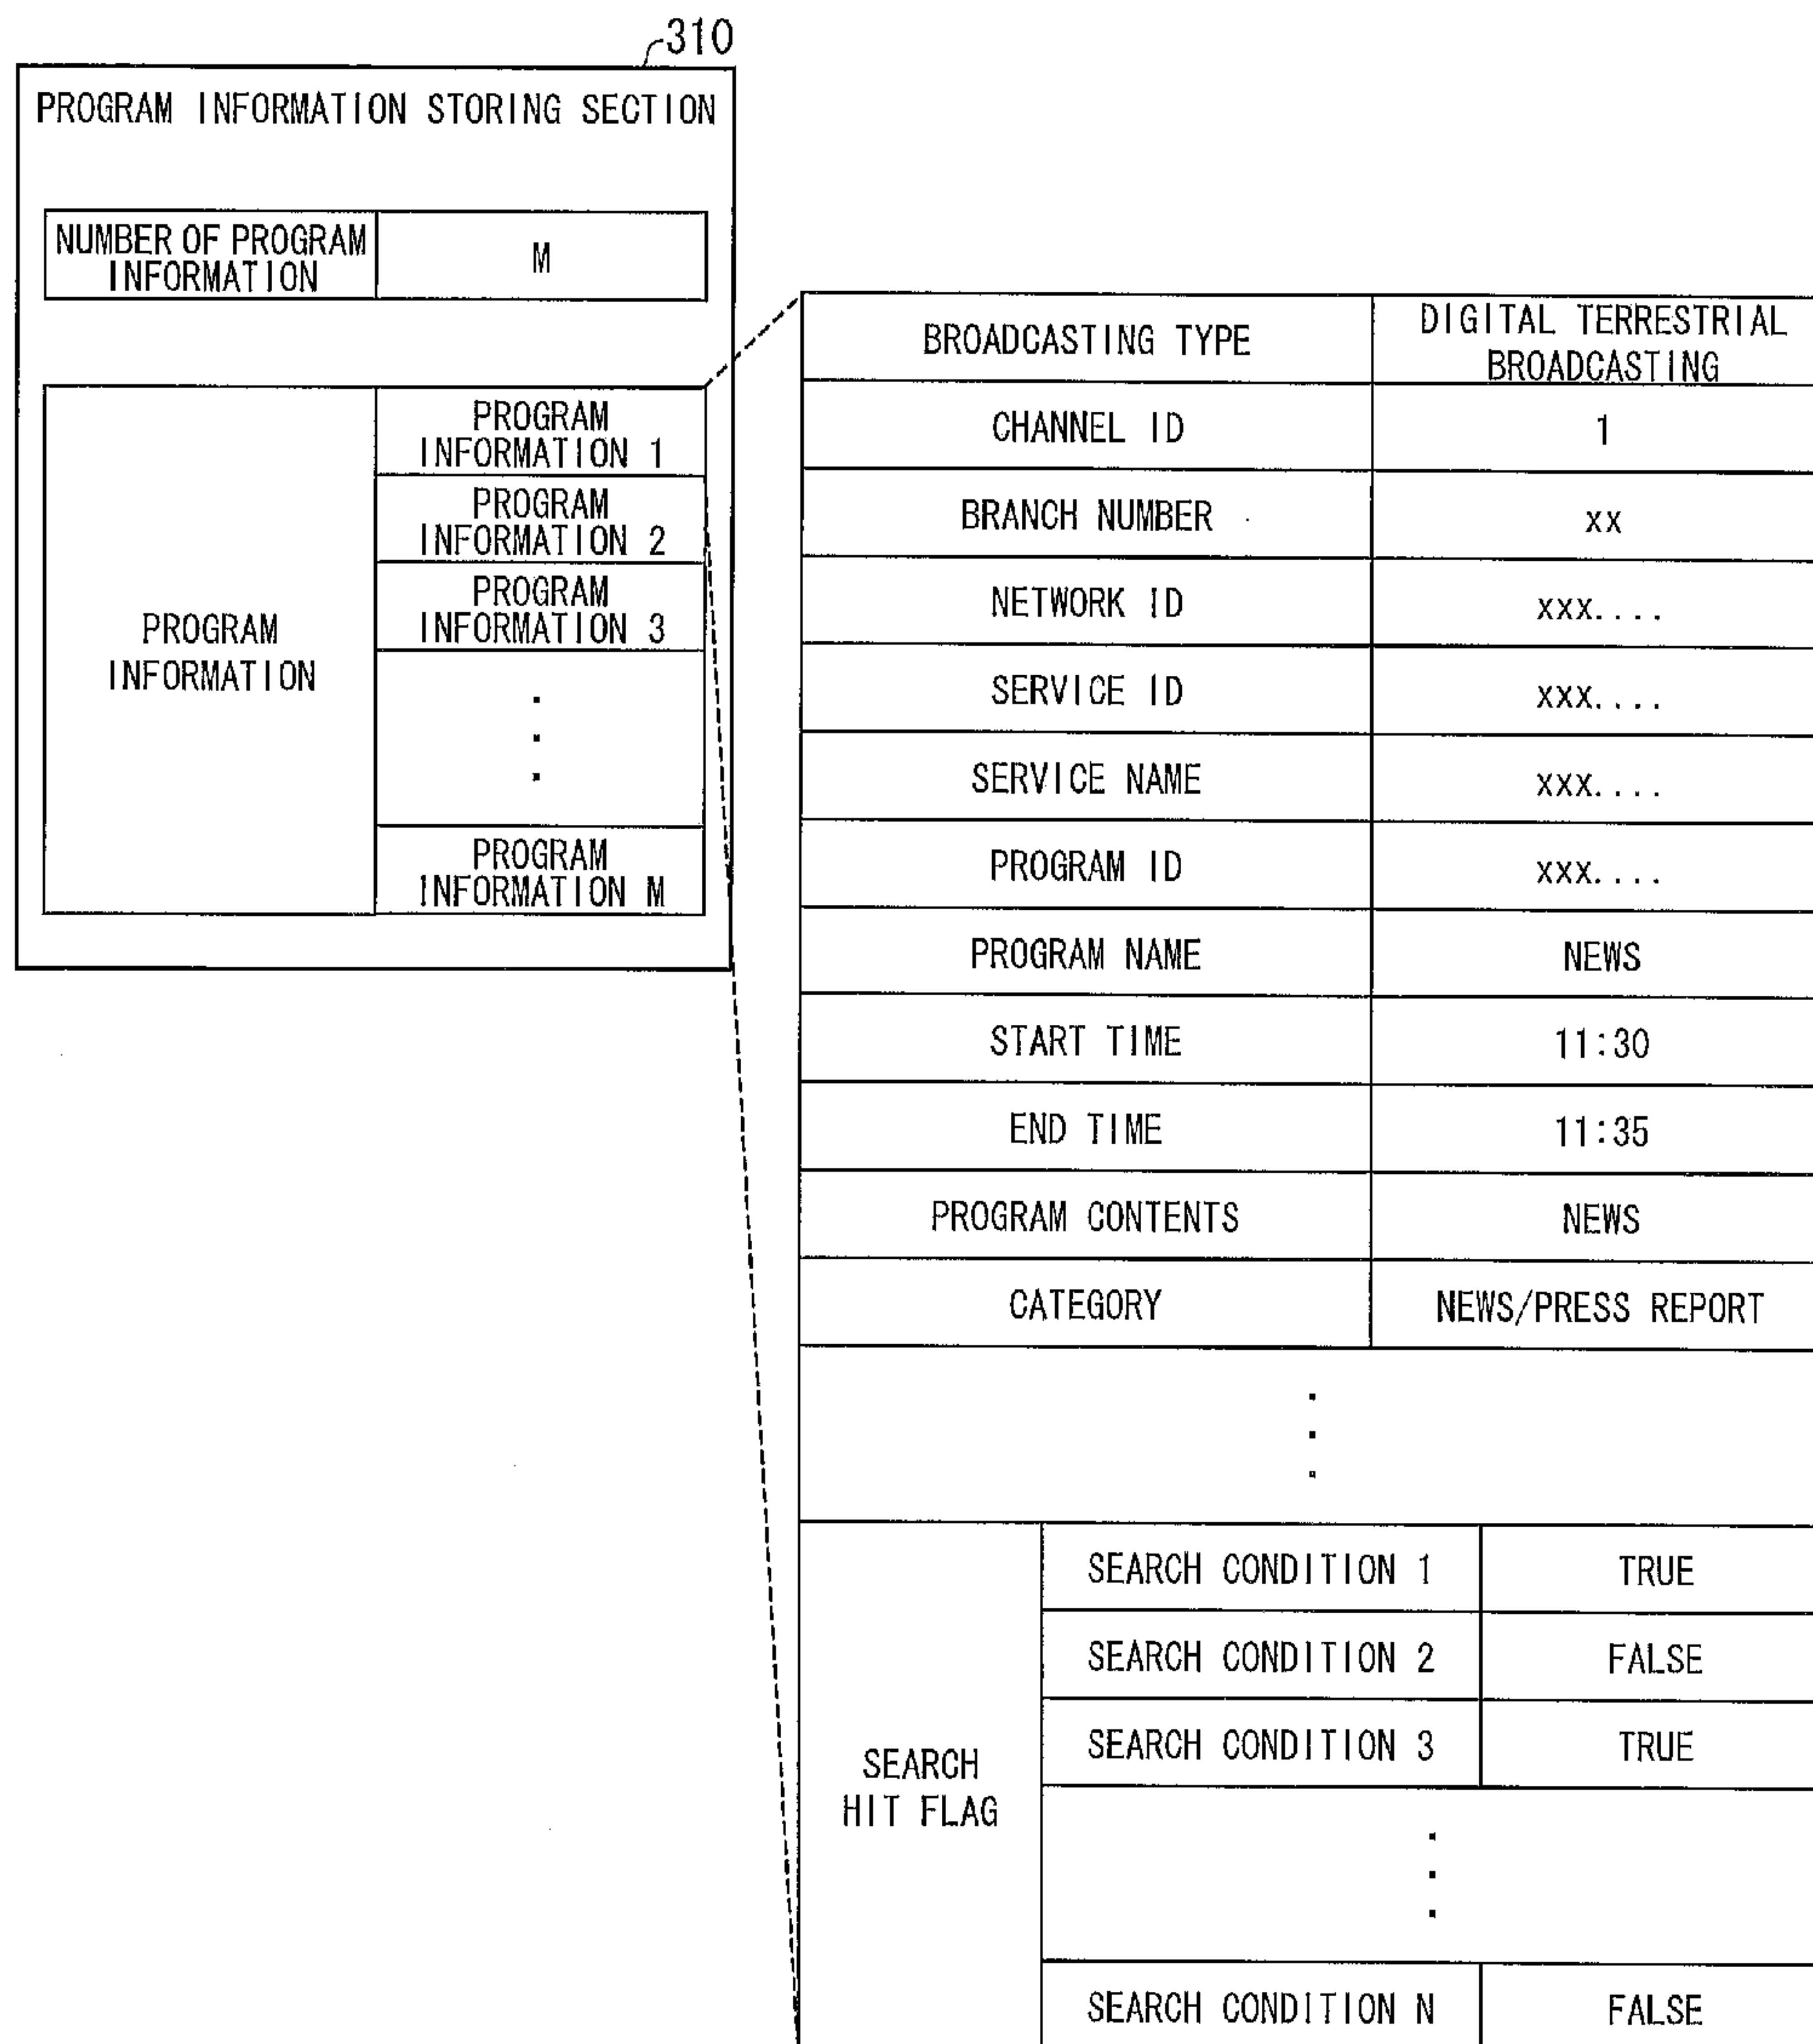 310
PROGRAM INFORMATION STORING SECTION
NUMBER OF PROGRAM
INFORMATION
M
PROGRAM
INFORMATION
PROGRAM
INFORMATION 1
PROGRAM
INFORMATION 2
PROGRAM
INFORMATION 3
PROGRAM
INFORMATION M
BROADCASTING TYPE
DIGITAL TERRESTRIAL
BROADCASTING
CHANNEL ID
1
BRANCH NUMBER
xx
NETWORK ID
xxx....
SERVICE ID
xxx....
SERVICE NAME
xxx....
PROGRAM ID
xxx....
PROGRAM NAME
NEWS
START TIME
11:30
END TIME
11:35
PROGRAM CONTENTS
NEWS
CATEGORY
NEWS/PRESS REPORT
SEARCH
HIT FLAG
SEARCH CONDITION 1
TRUE
SEARCH CONDITION 2
FALSE
SEARCH CONDITION 3
TRUE
SEARCH CONDITION N
FALSE